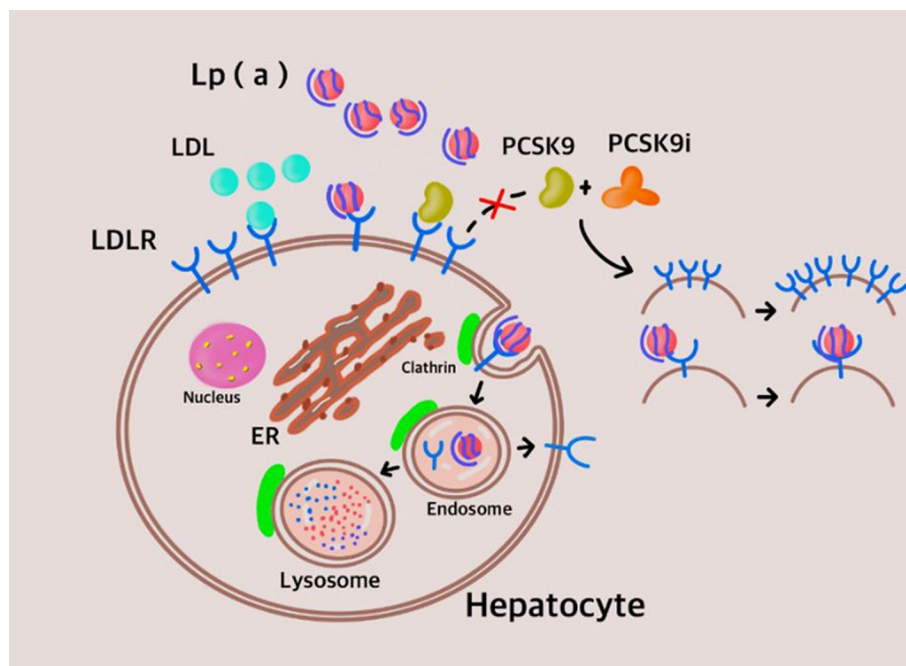 Lp ( a )
LDL
PCSK9
+
PCSK9i
LDLR
Clathrin
Nucleus
ER
Endosome
Lysosome
Hepatocyte